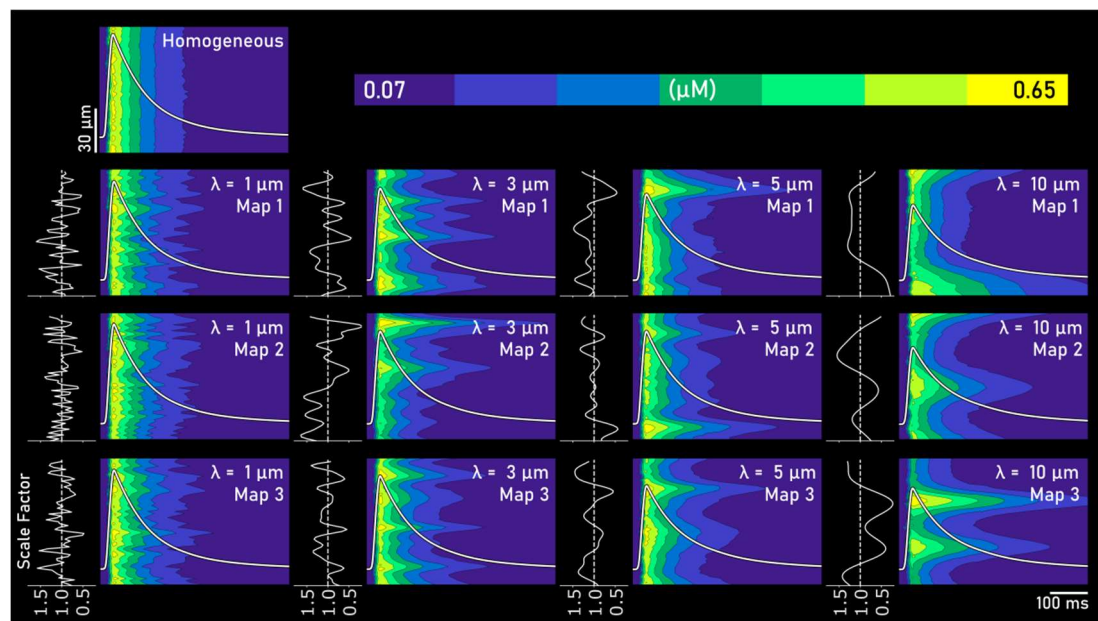 Homogeneous
0.07 (μM) 0.65
30 μm
λ = 1 μm
Map 1
λ = 3 μm
Map 1
λ = 5 μm
Map 1
λ = 10 μm
Map 1
λ = 1 μm
Map 2
λ = 3 μm
Map 2
λ = 5 μm
Map 2
λ = 10 μm
Map 2
λ = 1 μm
Map 3
λ = 3 μm
Map 3
λ = 5 μm
Map 3
λ = 10 μm
Map 3
Scale Factor
1.5 1.0 0.5
1.5 1.0 0.5
1.5 1.0 0.5
1.5 1.0 0.5
100 ms